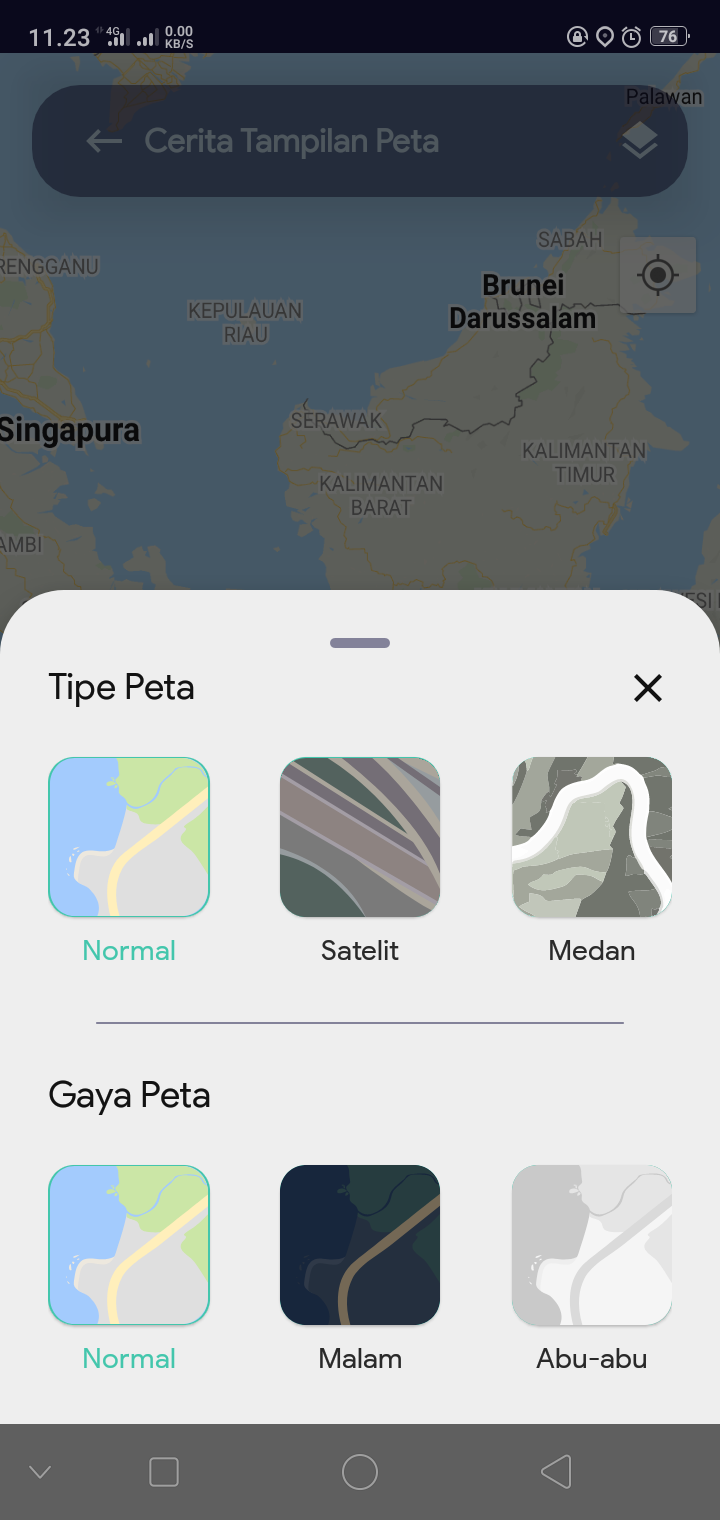 11.23
4G
0.00
KB/S
76
Palawan
Cerita Tampilan Peta
SABAH
RENGGANU
Brunei
Darussalam
KEPULAUAN
RIAU
Singapura
SERAWAK
KALIMANTAN
TIMUR
KALIMANTAN
BARAT
AMBI
ESI
Tipe Peta
Normal
Satelit
Medan
Gaya Peta
Normal
Malam
Abu-abu